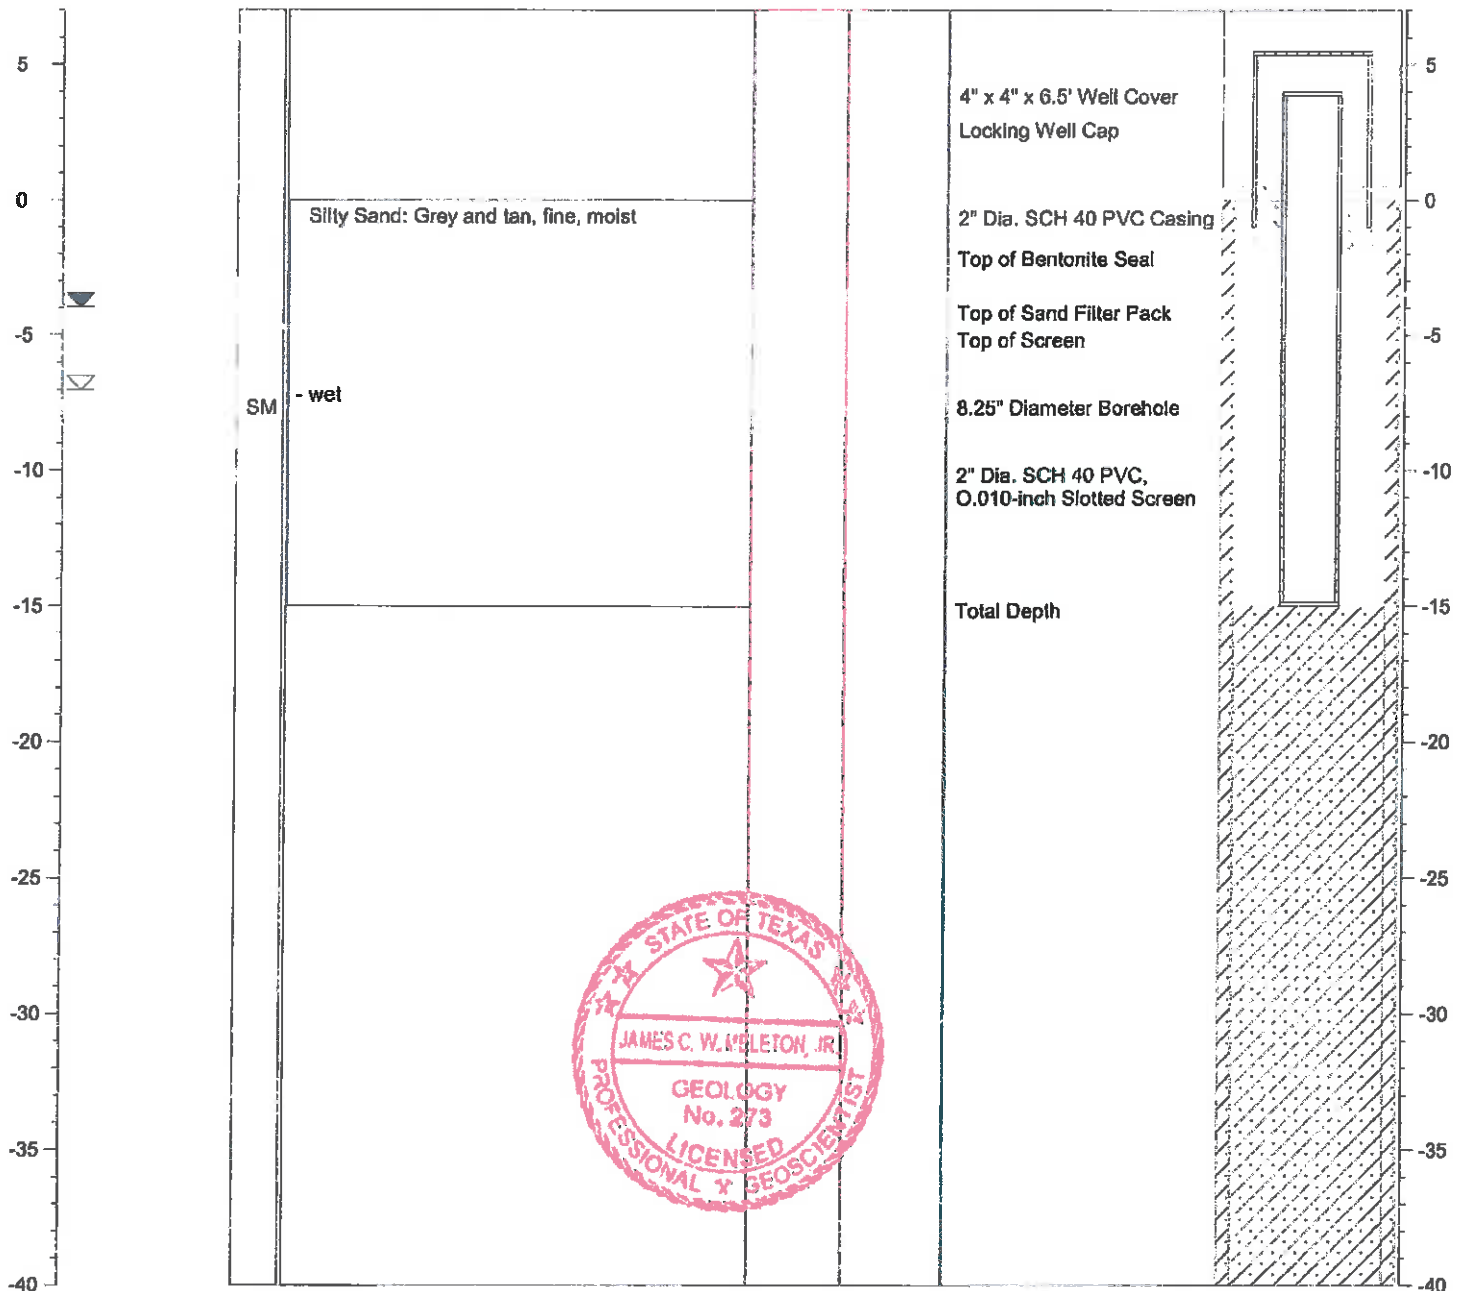 5
5
4" x 4" x 6.5' Well Cover
Locking Well Cap
0
0
Silty Sand: Grey and tan, fine, moist
2" Dia. SCH 40 PVC Casing
Top of Bentonite Seal
Top of Sand Filter Pack
-5
-5
Top of Screen
- wet
SM
8.25" Diameter Borehole
-10
-10
2" Dia. SCH 40 PVC,
O.010-inch Slotted Screen
-15
-15
Total Depth
-20
-20
-25
-25
STATE OF TEXAS
-30
-30
JAMES C. W. JR.
GEOLOGY
No. 273
LICENSED
PROFESSIONAL GEOSCIENTIST
-35
-35
-40
-40